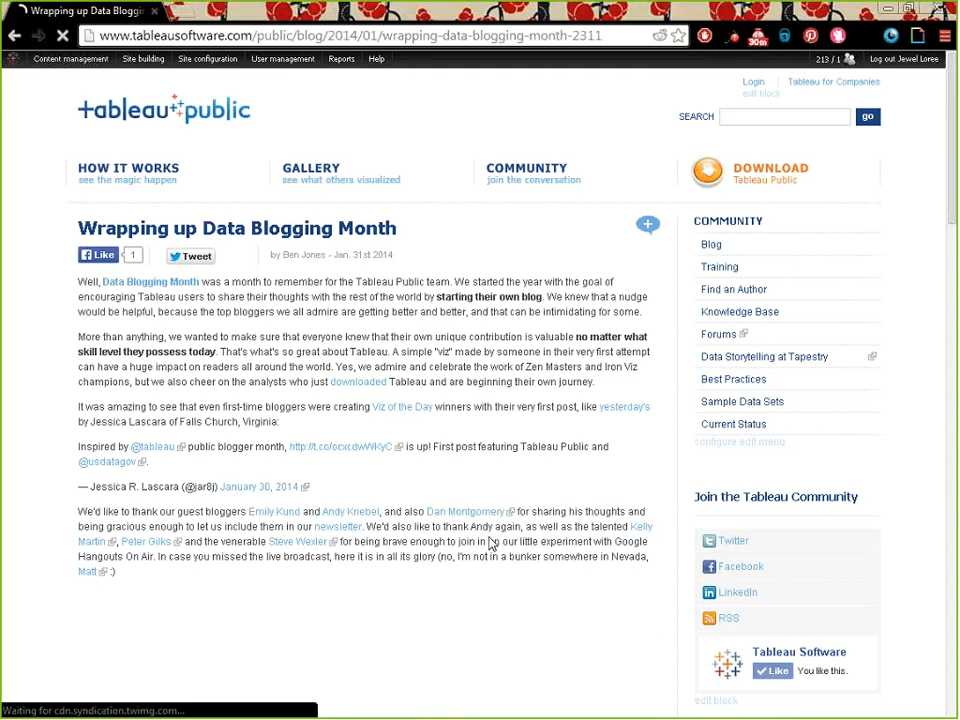 Wrapping up Data Bloggin
www.tableausoftware.com/public/blog/2014/01/wrapping-data-blogging-month-2311
30m
Content management Site building Site configuration User management Reports Help 213 / 1 Log out Jewel Loree
Login Tableau for Companies
edit block
tableau public
SEARCH go
HOW IT WORKS
see the magic happen
GALLERY
see what others visualized
COMMUNITY
join the conversation
DOWNLOAD
Tableau Public
Wrapping up Data Blogging Month
Like 1 Tweet by Ben Jones - Jan. 31st 2014
Well, Data Blogging Month was a month to remember for the Tableau Public team. We started the year with the goal of
encouraging Tableau users to share their thoughts with the rest of the world by starting their own blog. We knew that a nudge
would be helpful, because the top bloggers we all admire are getting better and better, and that can be intimidating for some.
More than anything, we wanted to make sure that everyone knew that their own unique contribution is valuable no matter what
skill level they possess today. That's what's so great about Tableau. A simple "viz" made by someone in their very first attempt
can have a huge impact on readers all around the world. Yes, we admire and celebrate the work of Zen Masters and Iron Viz
champions, but we also cheer on the analysts who just downloaded Tableau and are beginning their own journey.
It was amazing to see that even first-time bloggers were creating Viz of the Day winners with their very first post, like yesterday's
by Jessica Lascara of Falls Church, Virginia:
Inspired by @tableau public blogger month, http://t.co/ocxcdwWKyC is up! First post featuring Tableau Public and
@usdatagov.
— Jessica R. Lascara (@jar8j) January 30, 2014
We'd like to thank our guest bloggers Emily Kund and Andy Kriebel, and also Dan Montgomery for sharing his thoughts and
being gracious enough to let us include them in our newsletter. We'd also like to thank Andy again, as well as the talented Kelly
Martin, Peter Gilks and the venerable Steve Wexler for being brave enough to join in on our little experiment with Google
Hangouts On Air. In case you missed the live broadcast, here it is in all its glory (no, I'm not in a bunker somewhere in Nevada,
Matt :)
COMMUNITY
Blog
Training
Find an Author
Knowledge Base
Forums
Data Storytelling at Tapestry
Best Practices
Sample Data Sets
Current Status
configure edit menu
Join the Tableau Community
Twitter
Facebook
LinkedIn
RSS
Tableau Software
Like You like this.
edit block
Waiting for cdn.syndication.twimg.com...